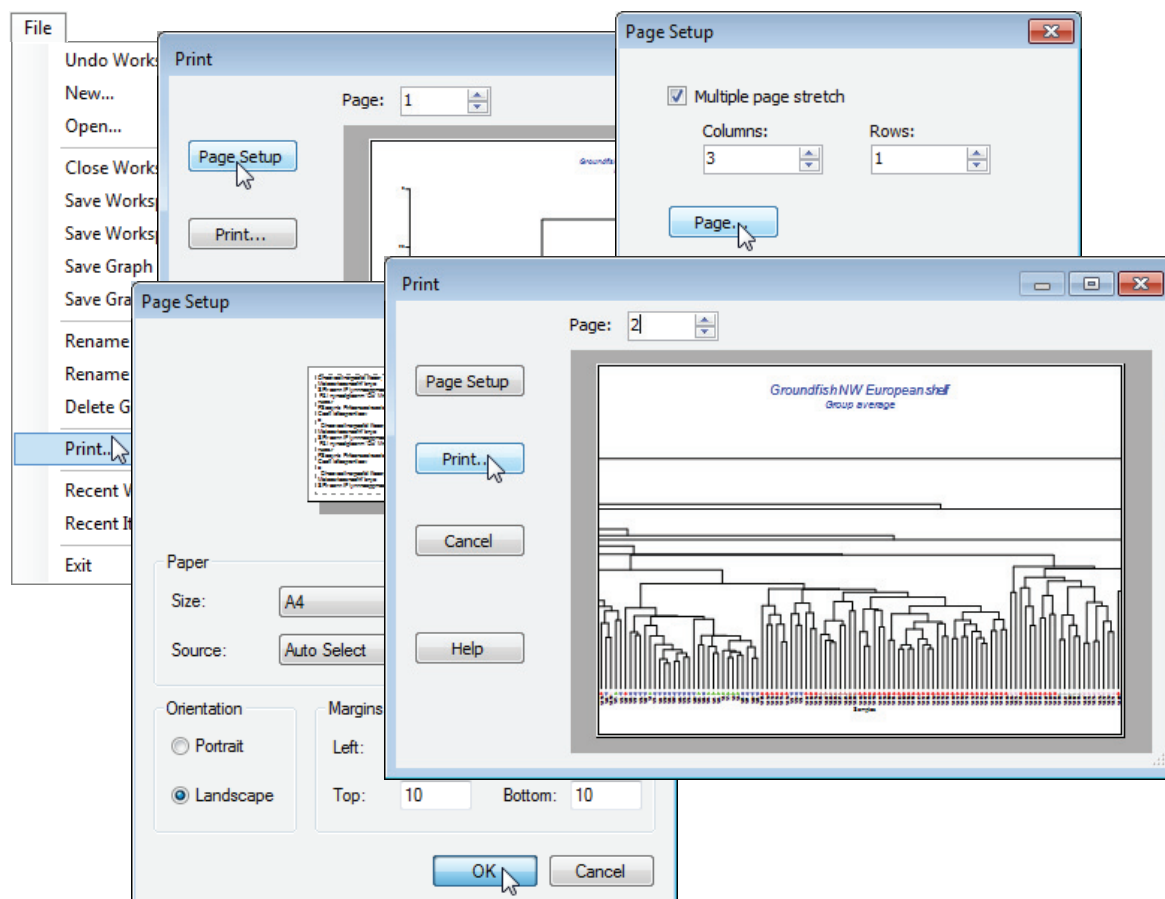 File
Undo Works
New...
Open...
Close Works
Save Worksp
Save Worksp
Save Graph
Save Gra
Rename
Rename
Delete G
Print...
Recent W
Recent It
Exit
Print
Page: 1
Page Setup
Print...
Page Setup
Multiple page stretch
Columns: Rows:
3 1
Page...
Page Setup
Paper
Size: A4
Source: Auto Select
Orientation
Portrait
Landscape
Margins
Left:
Top: 10 Bottom: 10
OK Cancel
Print
Page: 2
Page Setup
Print...
Cancel
Help
Groundfish NW European shelf
Group average
Samples